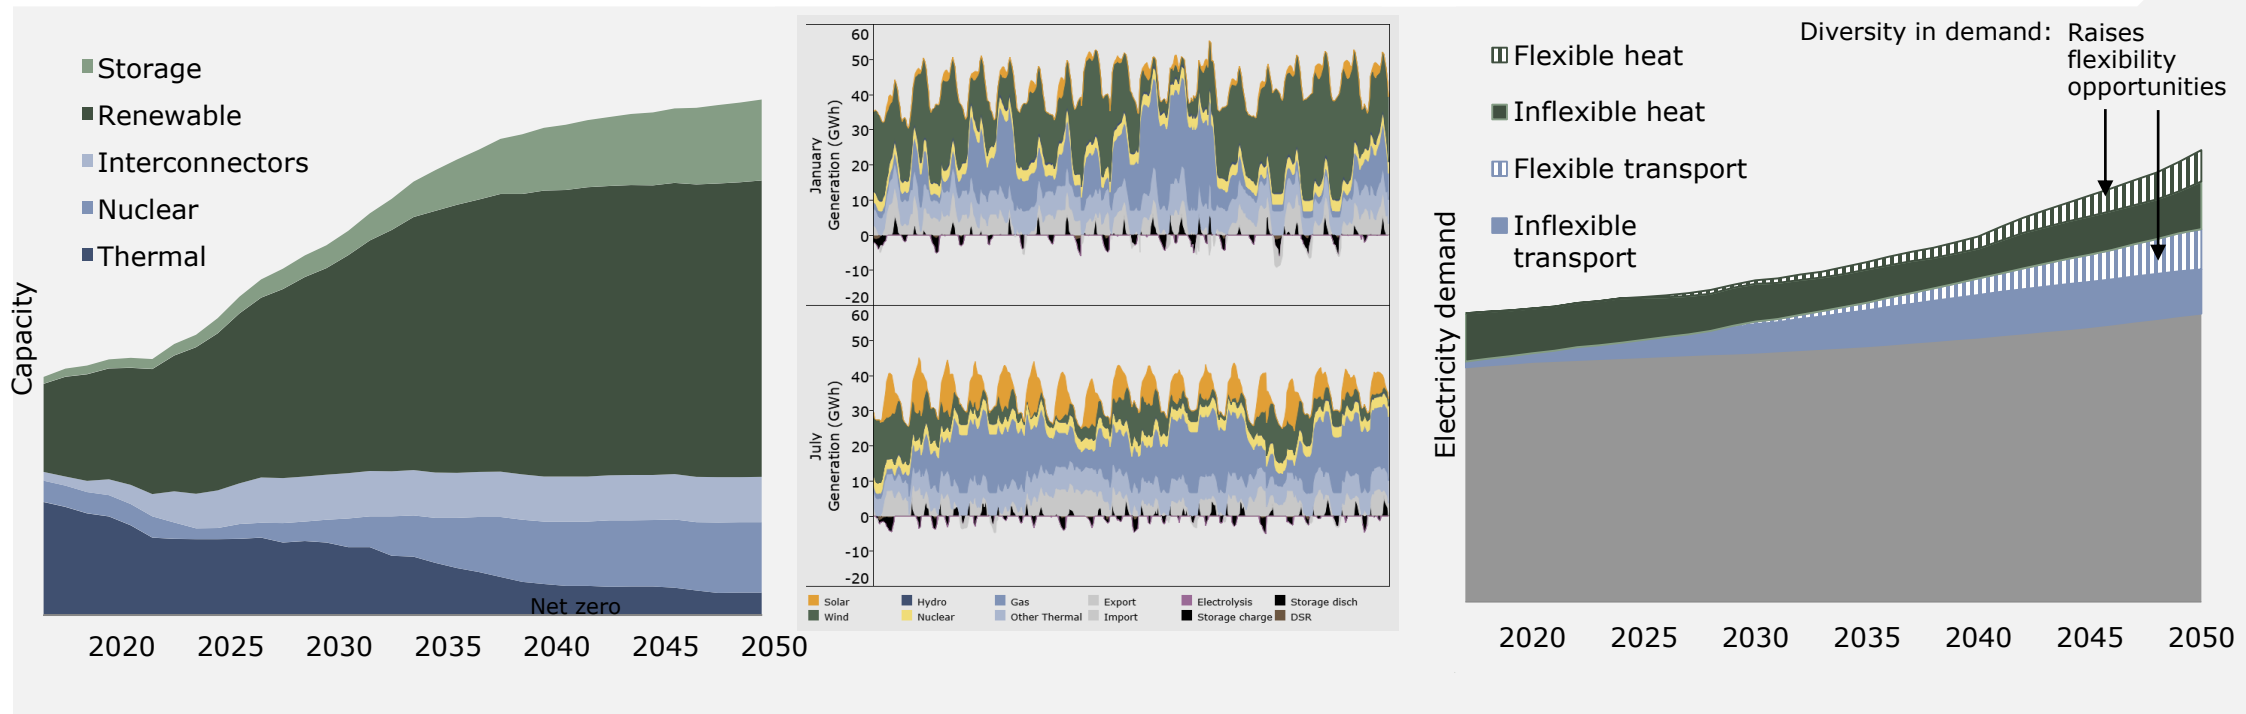 Storage
Renewable
Interconnectors
Nuclear
Thermal
Capacity
Net zero
2020 2025 2030 2035 2040 2045 2050
January
Generation (GWh)
60
50
40
30
20
10
0
-10
-20
July
Generation (GWh)
60
50
40
30
20
10
0
-10
-20
Solar Hydro Gas Export Electrolysis Storage disch
Wind Nuclear Other Thermal Import Storage charge DSR
Diversity in demand: Raises
flexibility
opportunities
Flexible heat
Inflexible heat
Flexible transport
Inflexible
transport
Electricity demand
2020 2025 2030 2035 2040 2045 2050